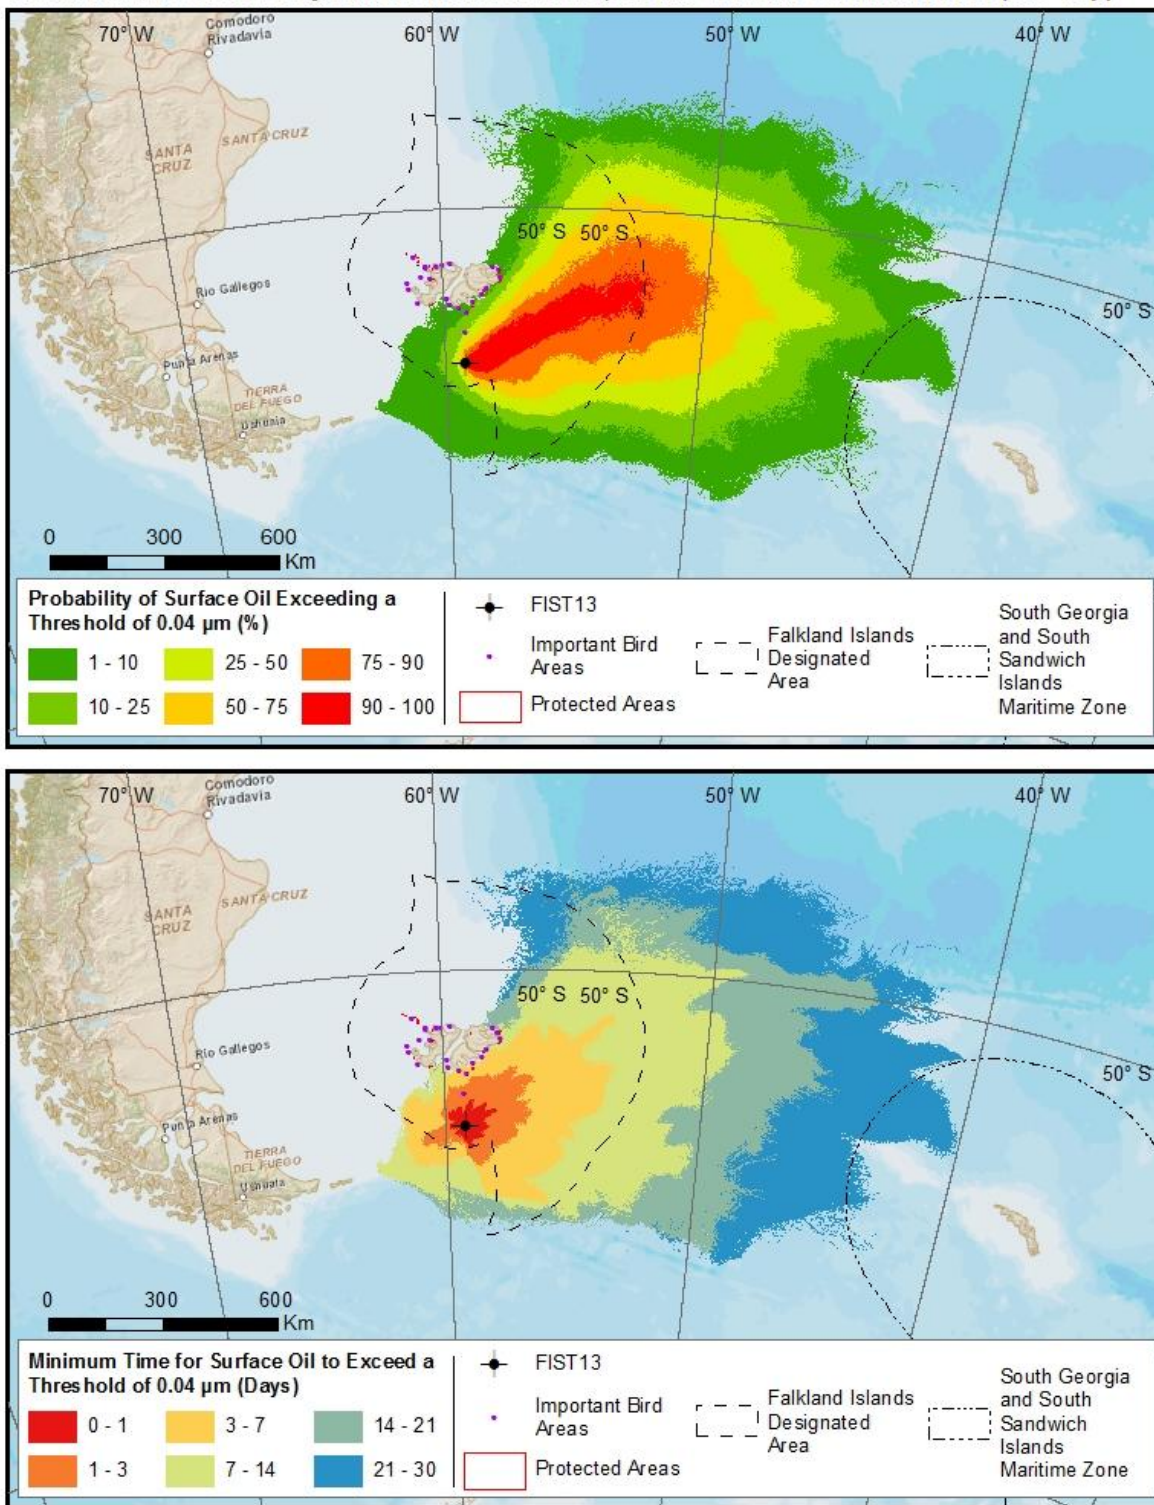 70° W
Comodoro
Rivadavia
60° W
50° W
40° W
SANTA CRUZ
SANTA
CRUZ
50° S
50° S
Rio Gallegos
50° S
Punta Arenas
TIERRA
DEL FUEGO
Ushuaia
0
300
600
Km
Probability of Surface Oil Exceeding a
Threshold of 0.04 µm (%)
1 - 10
25 - 50
75 - 90
10 - 25
50 - 75
90 - 100
FIST13
Important Bird
Areas
Protected Areas
Falkland Islands
Designated
Area
South Georgia
and South
Sandwich
Islands
Maritime Zone
70° W
Comodoro
Rivadavia
60° W
50° W
40° W
SANTA CRUZ
SANTA
CRUZ
50° S
50° S
Rio Gallegos
50° S
Punta Arenas
TIERRA
DEL FUEGO
Ushuaia
0
300
600
Km
Minimum Time for Surface Oil to Exceed a
Threshold of 0.04 µm (Days)
0 - 1
3 - 7
14 - 21
1 - 3
7 - 14
21 - 30
FIST13
Important Bird
Areas
Protected Areas
Falkland Islands
Designated
Area
South Georgia
and South
Sandwich
Islands
Maritime Zone